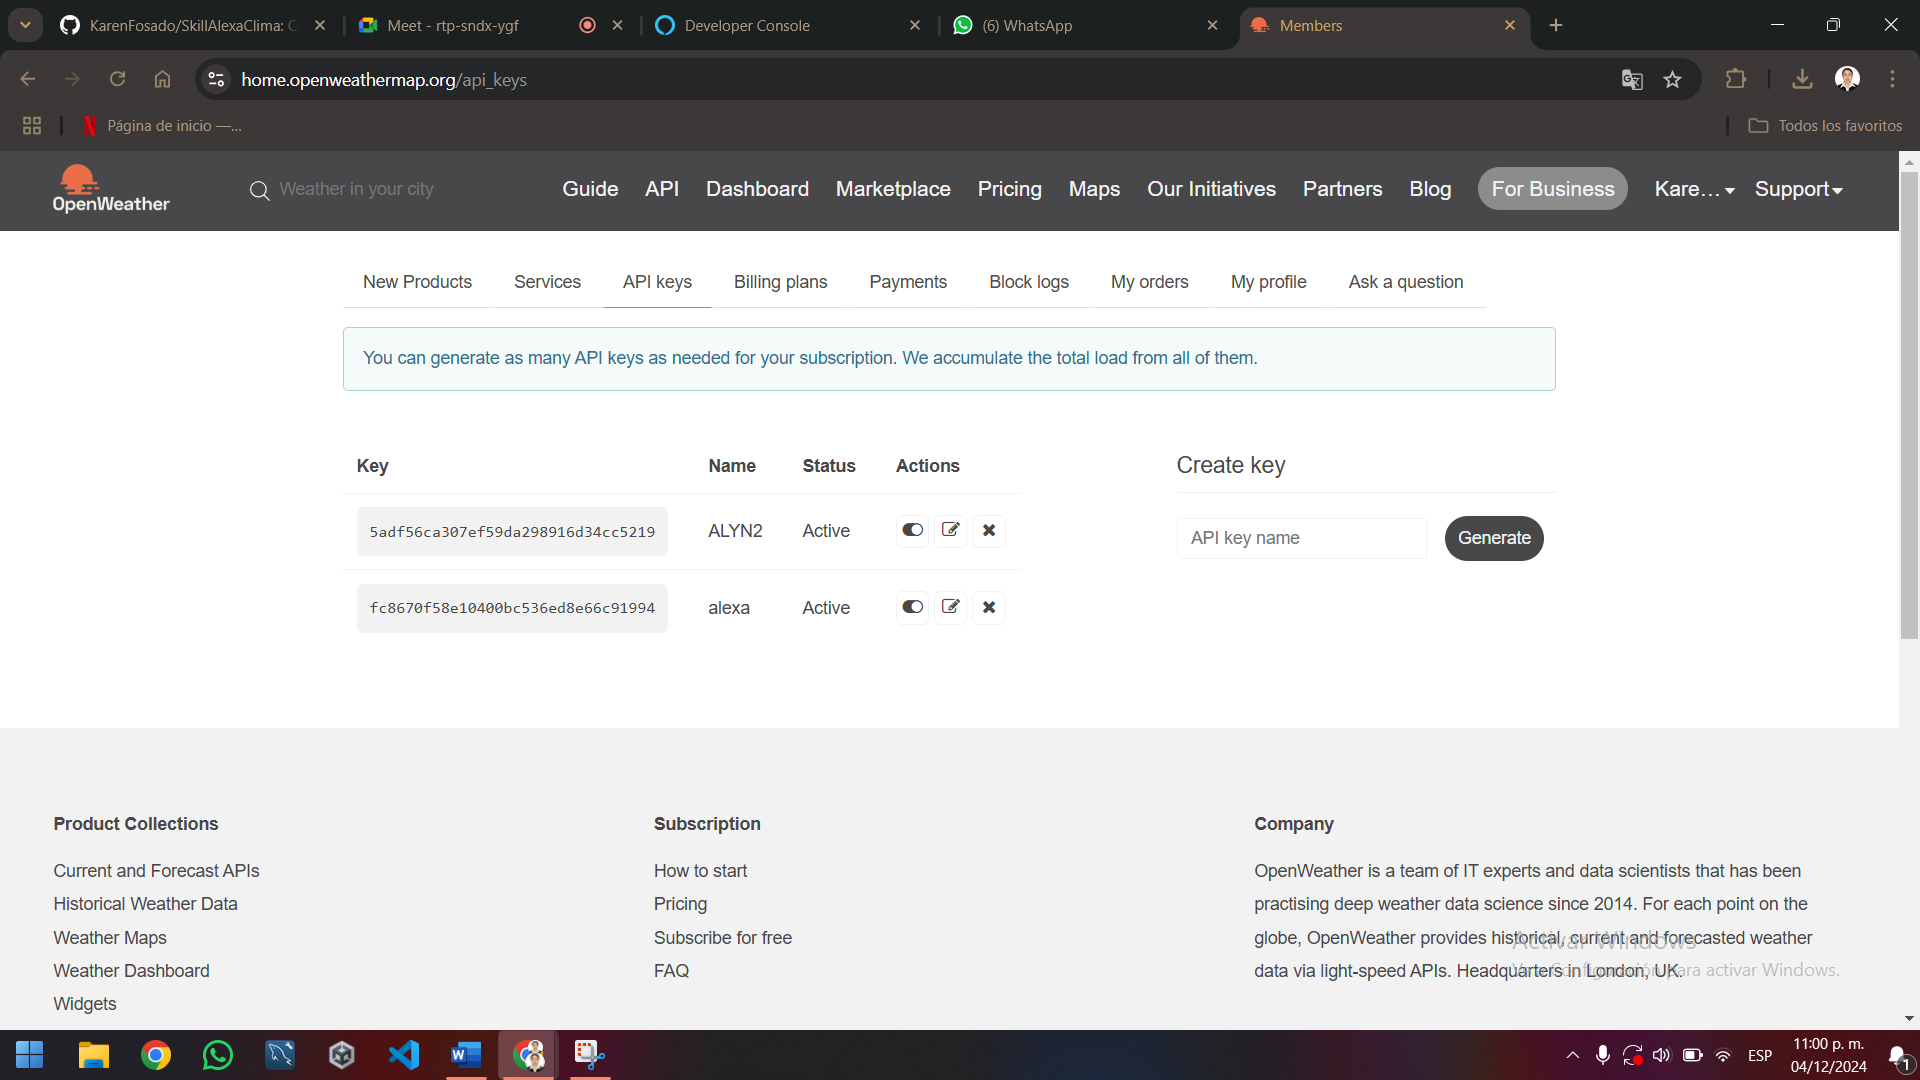 KarenFosado/SkillAlexaClima: C
Meet - rtp-sndx-ygf
Developer Console
(6) WhatsApp
Members
home.openweathermap.org/api_keys
Página de inicio —...
Todos los favoritos
OpenWeather
Weather in your city
Guide
API
Dashboard
Marketplace
Pricing
Maps
Our Initiatives
Partners
Blog
For Business
Kare...
Support
New Products
Services
API keys
Billing plans
Payments
Block logs
My orders
My profile
Ask a question
You can generate as many API keys as needed for your subscription. We accumulate the total load from all of them.
Key
Name
Status
Actions
Create key
5adf56ca307ef59da298916d34cc5219
ALYN2
Active
API key name
Generate
fc8670f58e10400bc536ed8e66c91994
alexa
Active
Product Collections
Current and Forecast APIs
Historical Weather Data
Weather Maps
Weather Dashboard
Widgets
Subscription
How to start
Pricing
Subscribe for free
FAQ
Company
OpenWeather is a team of IT experts and data scientists that has been
practising deep weather data science since 2014. For each point on the
globe, OpenWeather provides historical, current and forecasted weather
data via light-speed APIs. Headquarters in London, UK.
Activar Windows
Ve a Configuración para activar Windows.
ESP
11:00 p. m.
04/12/2024
1